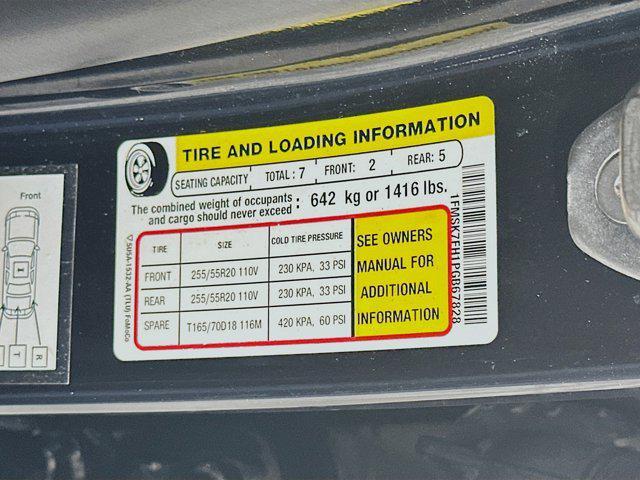 TIRE AND LOADING INFORMATION
SEATING CAPACITY TOTAL : 7 FRONT: 2 REAR: 5
The combined weight of occupants
and cargo should never exceed : 642 kg or 1416 lbs.
TIRE SIZE COLD TIRE PRESSURE
FRONT 255/55R20 110V 230 KPA, 33 PSI
REAR 255/55R20 110V 230 KPA, 33 PSI
SPARE T165/70D18 116M 420 KPA, 60 PSI
SEE OWNERS
MANUAL FOR
ADDITIONAL
INFORMATION
1FMSK7FH1PGB67828
Front
T R